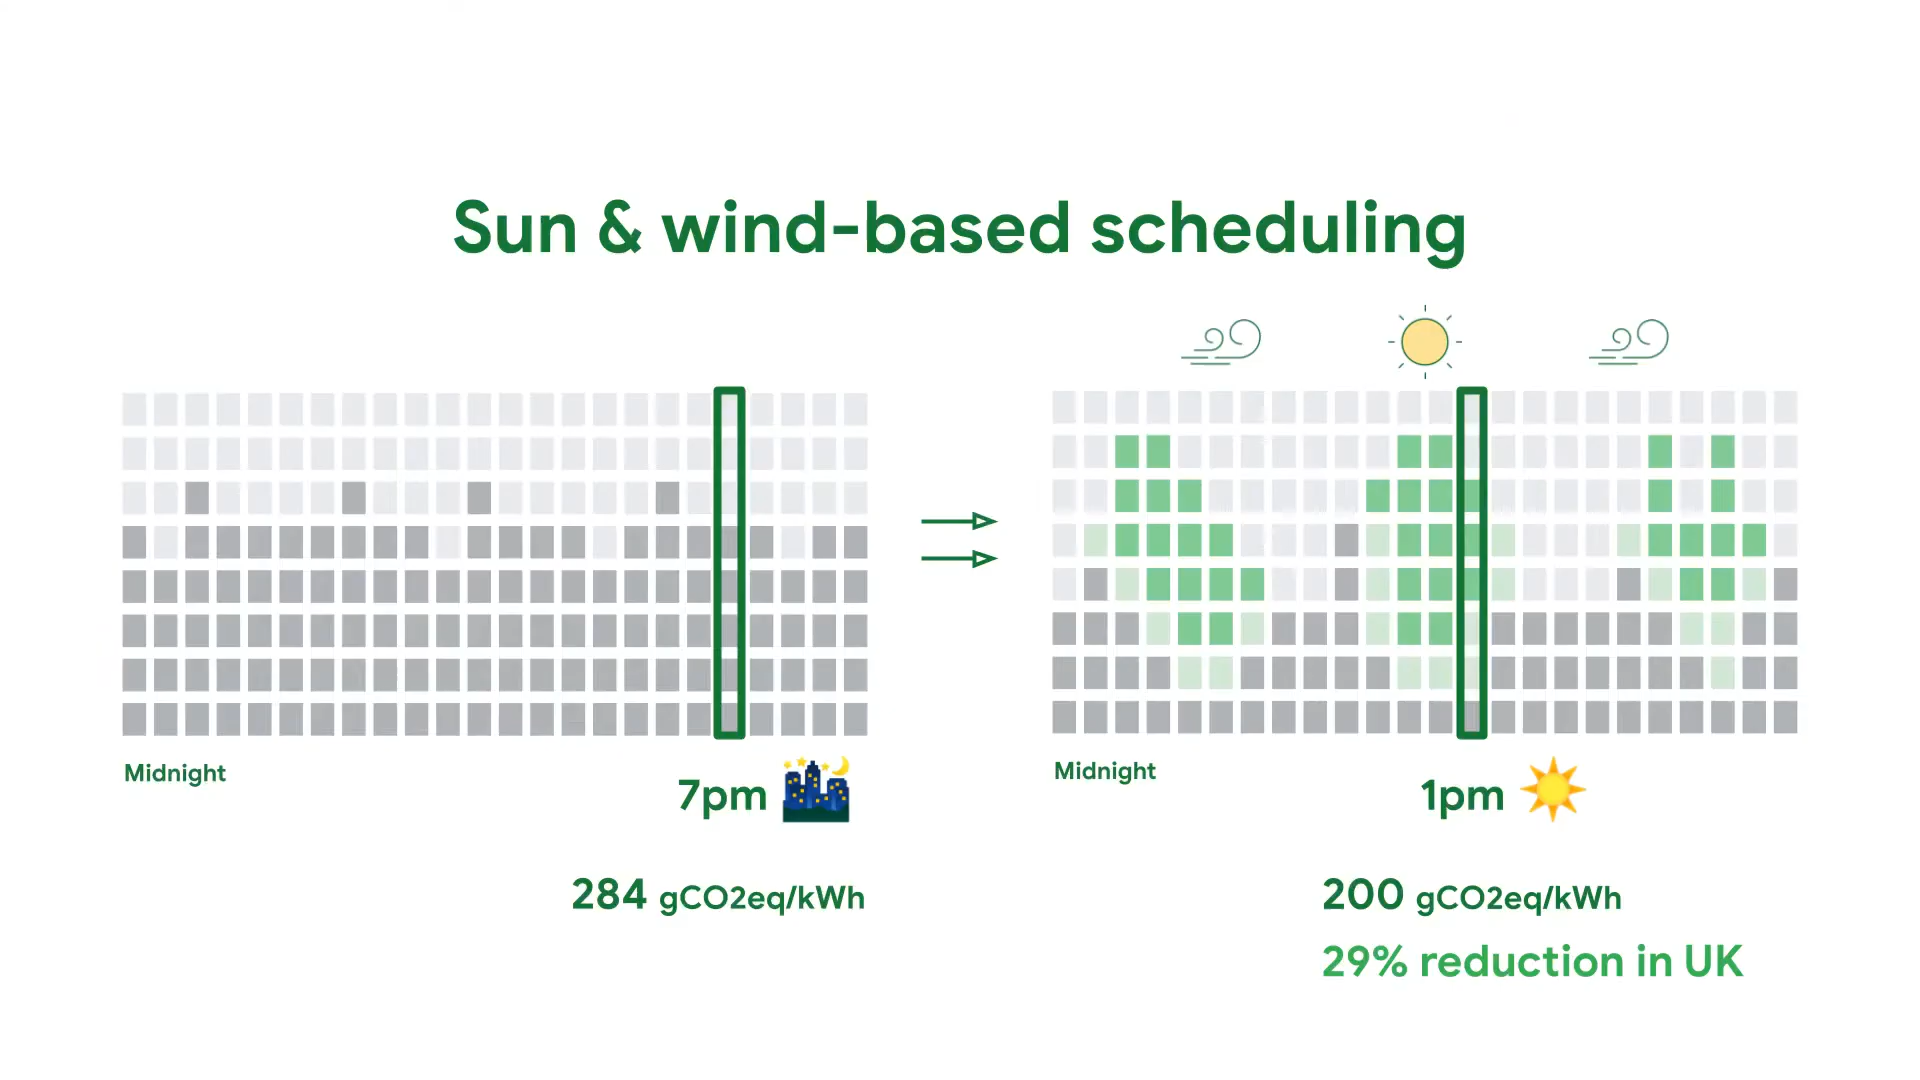 Sun & wind-based scheduling
Midnight
7pm
284 gCO2eq/kWh
Midnight
1pm
200 gCO2eq/kWh
29% reduction in UK